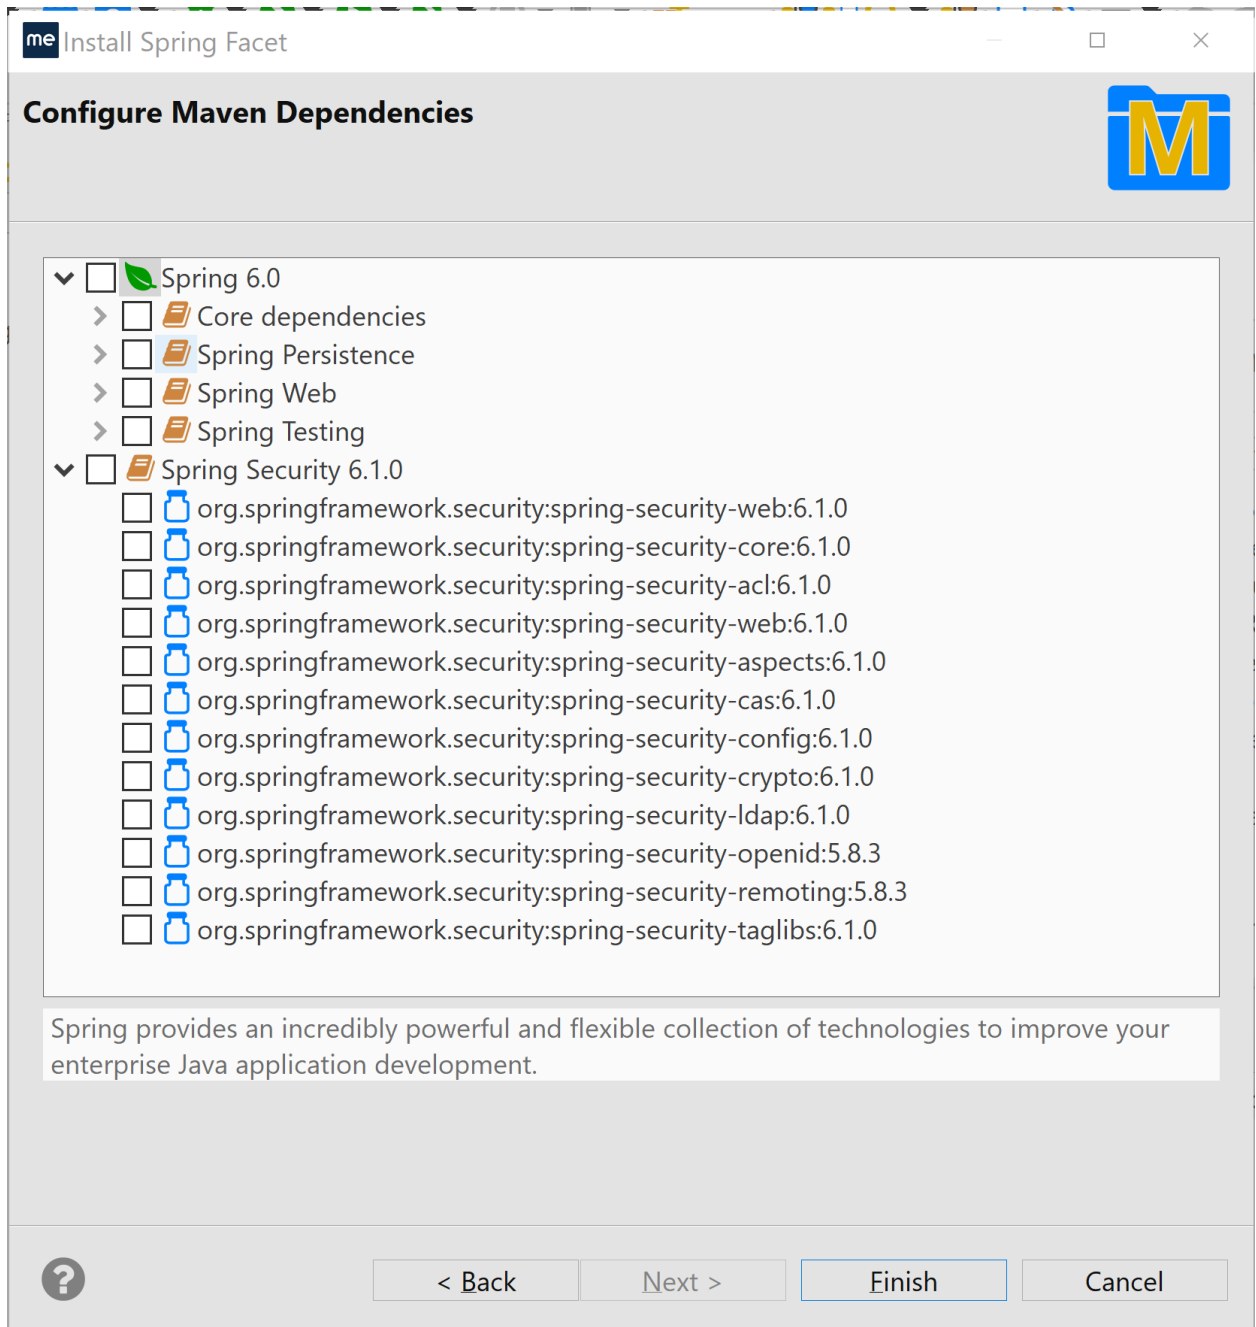 me Install Spring Facet
Configure Maven Dependencies
M
Spring 6.0
Core dependencies
Spring Persistence
Spring Web
Spring Testing
Spring Security 6.1.0
org.springframework.security:spring-security-web:6.1.0
org.springframework.security:spring-security-core:6.1.0
org.springframework.security:spring-security-acl:6.1.0
org.springframework.security:spring-security-web:6.1.0
org.springframework.security:spring-security-aspects:6.1.0
org.springframework.security:spring-security-cas:6.1.0
org.springframework.security:spring-security-config:6.1.0
org.springframework.security:spring-security-crypto:6.1.0
org.springframework.security:spring-security-ldap:6.1.0
org.springframework.security:spring-security-openid:5.8.3
org.springframework.security:spring-security-remoting:5.8.3
org.springframework.security:spring-security-taglibs:6.1.0
Spring provides an incredibly powerful and flexible collection of technologies to improve your
enterprise Java application development.
? < Back Next > Finish Cancel